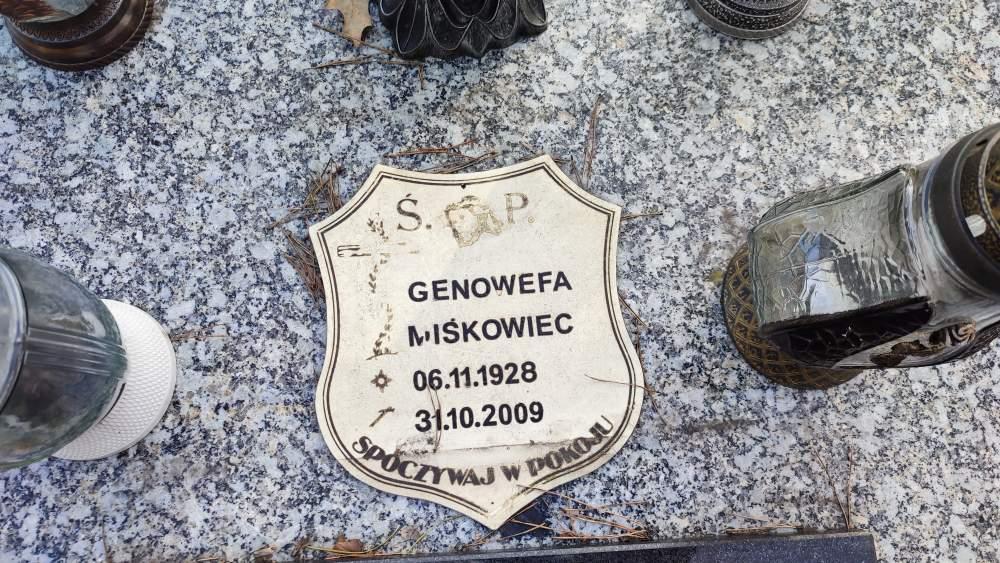 Ś. P.
GENOWEFA
MIŚKOWIEC
06.11.1928
31.10.2009
SPOCZYWAJ W POKOJU